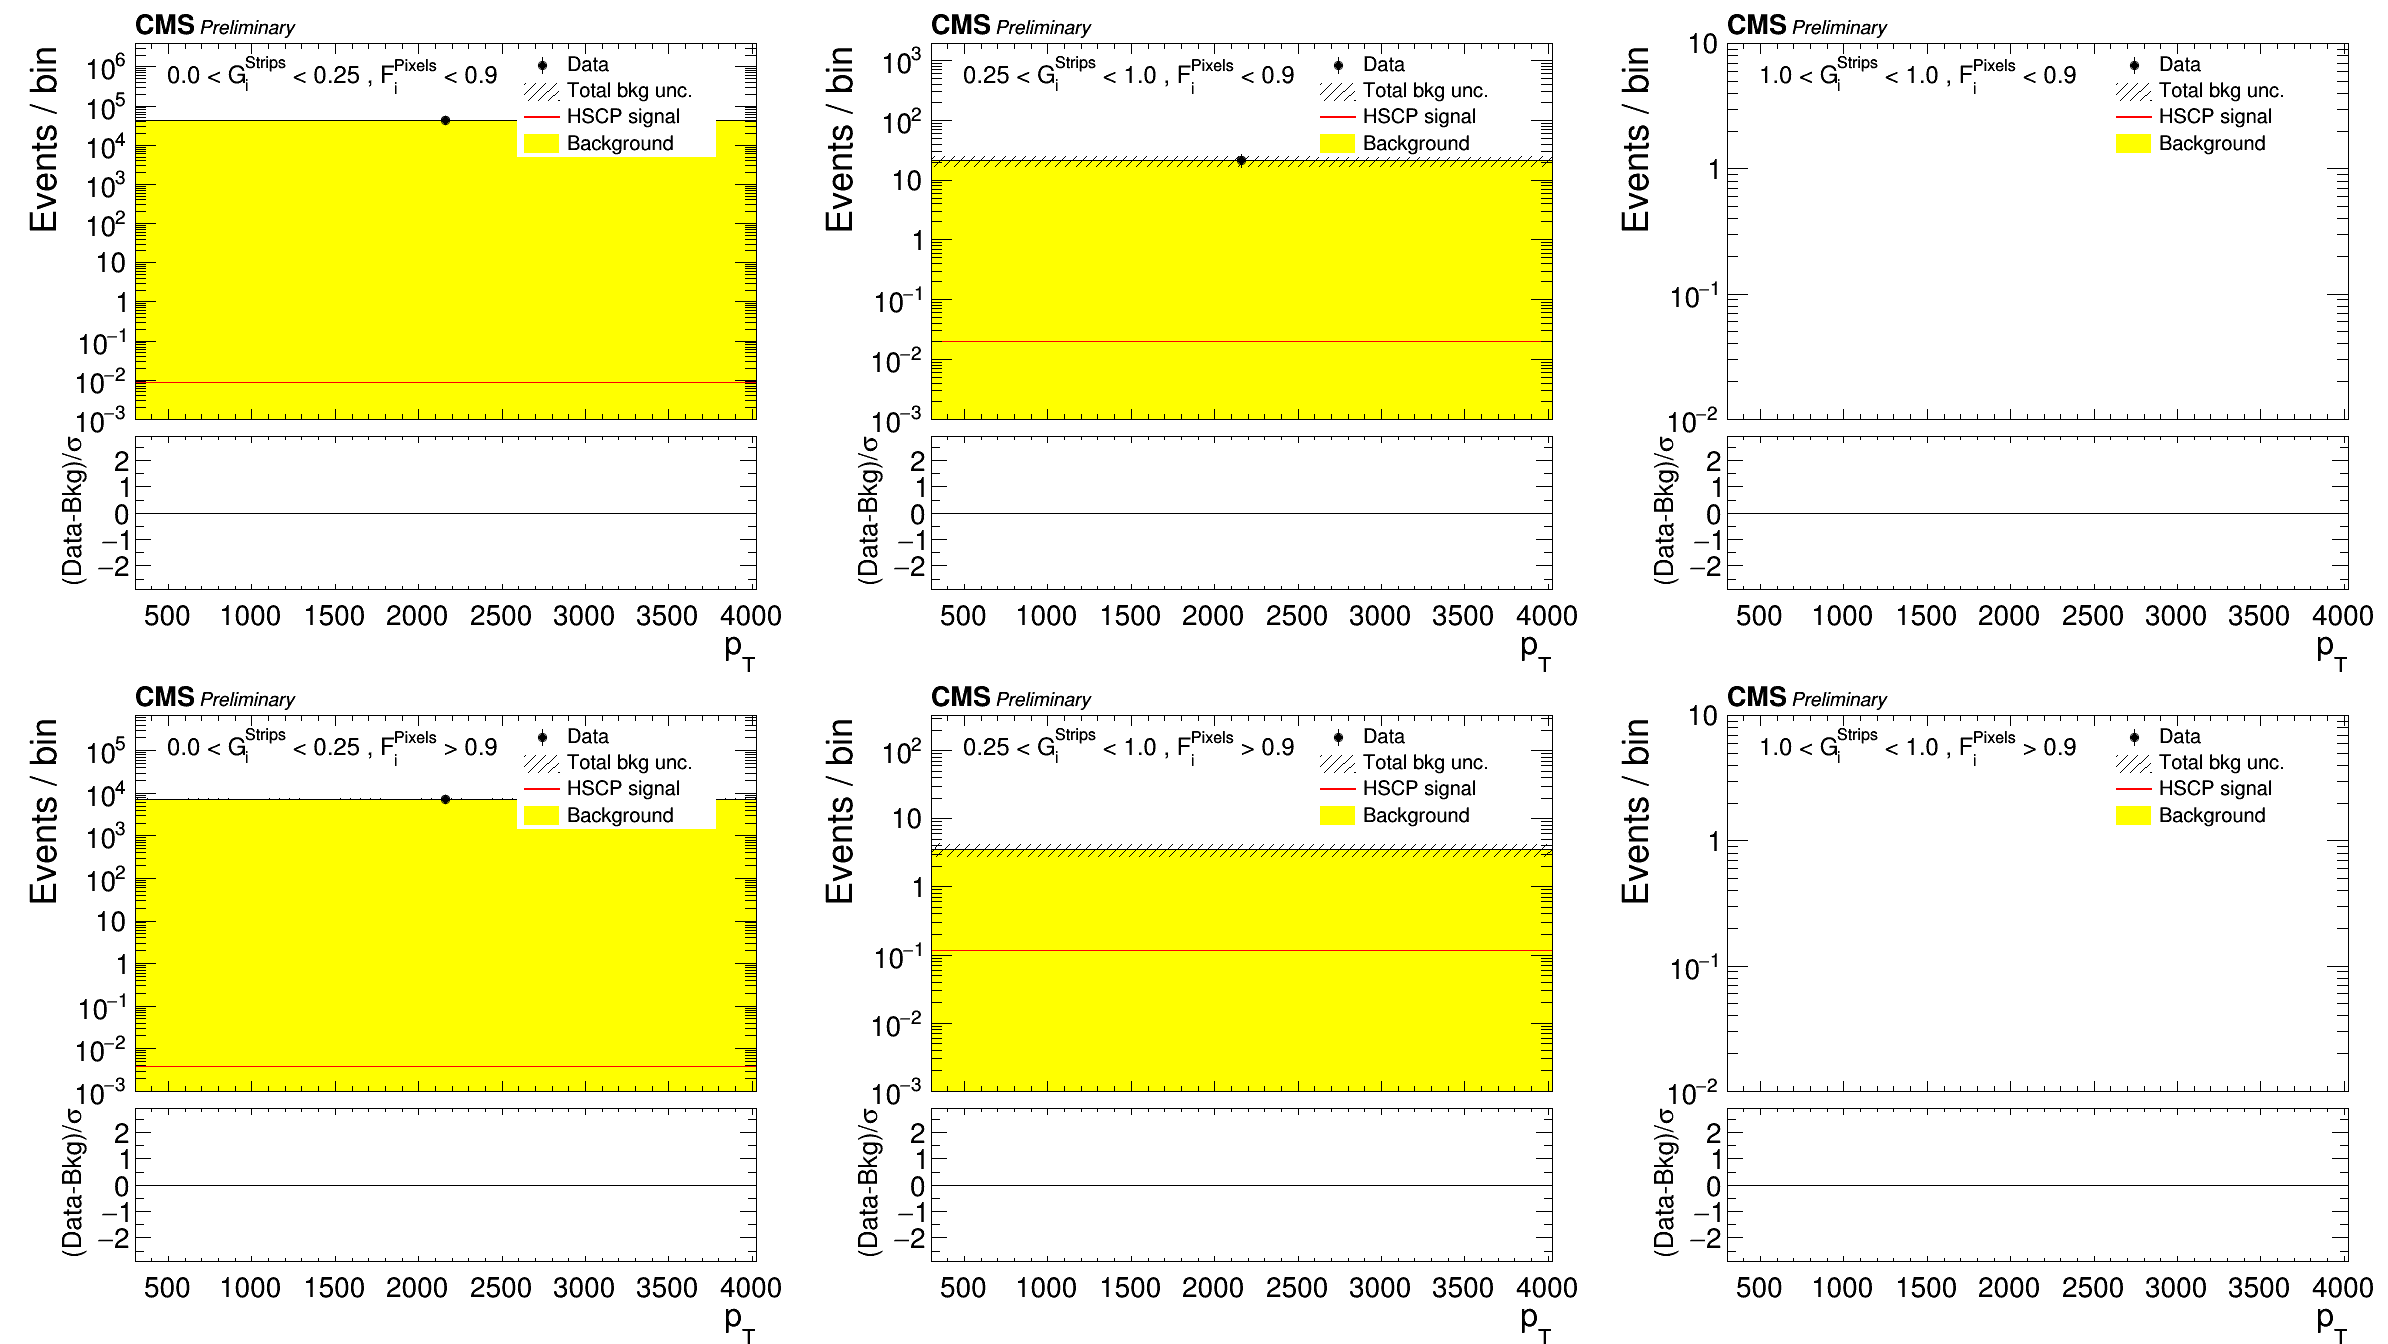 CMS Preliminary
Events / bin
10^6
10^5
10^4
10^3
10^2
10
1
10^−1
10^−2
10^−3
0.0 < G_i^Strips < 0.25 , F_i^Pixels < 0.9
Data
Total bkg unc.
HSCP signal
Background
(Data-Bkg)/σ
2
1
0
−1
−2
500 1000 1500 2000 2500 3000 3500 4000
p_T
CMS Preliminary
Events / bin
10^3
10^2
10
1
10^−1
10^−2
10^−3
0.25 < G_i^Strips < 1.0 , F_i^Pixels < 0.9
Data
Total bkg unc.
HSCP signal
Background
(Data-Bkg)/σ
2
1
0
−1
−2
500 1000 1500 2000 2500 3000 3500 4000
p_T
CMS Preliminary
Events / bin
10
1
10^−1
10^−2
1.0 < G_i^Strips < 1.0 , F_i^Pixels < 0.9
Data
Total bkg unc.
HSCP signal
Background
(Data-Bkg)/σ
2
1
0
−1
−2
500 1000 1500 2000 2500 3000 3500 4000
p_T
CMS Preliminary
Events / bin
10^5
10^4
10^3
10^2
10
1
10^−1
10^−2
10^−3
0.0 < G_i^Strips < 0.25 , F_i^Pixels > 0.9
Data
Total bkg unc.
HSCP signal
Background
(Data-Bkg)/σ
2
1
0
−1
−2
500 1000 1500 2000 2500 3000 3500 4000
p_T
CMS Preliminary
Events / bin
10^2
10
1
10^−1
10^−2
10^−3
0.25 < G_i^Strips < 1.0 , F_i^Pixels > 0.9
Data
Total bkg unc.
HSCP signal
Background
(Data-Bkg)/σ
2
1
0
−1
−2
500 1000 1500 2000 2500 3000 3500 4000
p_T
CMS Preliminary
Events / bin
10
1
10^−1
10^−2
1.0 < G_i^Strips < 1.0 , F_i^Pixels > 0.9
Data
Total bkg unc.
HSCP signal
Background
(Data-Bkg)/σ
2
1
0
−1
−2
500 1000 1500 2000 2500 3000 3500 4000
p_T